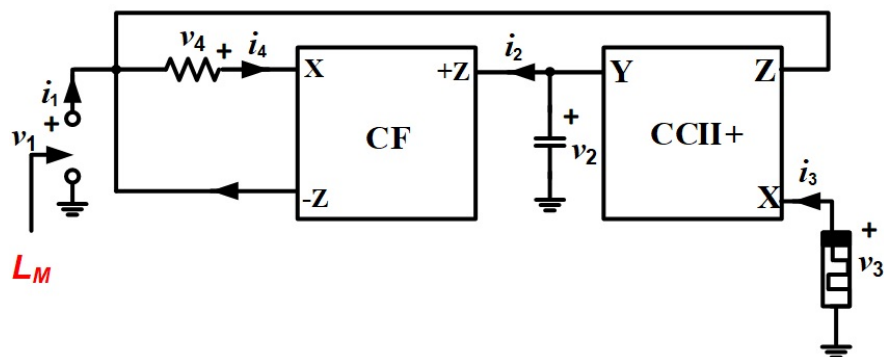 v4 + i4
i2
X
+Z
Y
Z
i1
+
v1
CF
+
v2
CCII+
i3
-Z
X
+
v3
LM